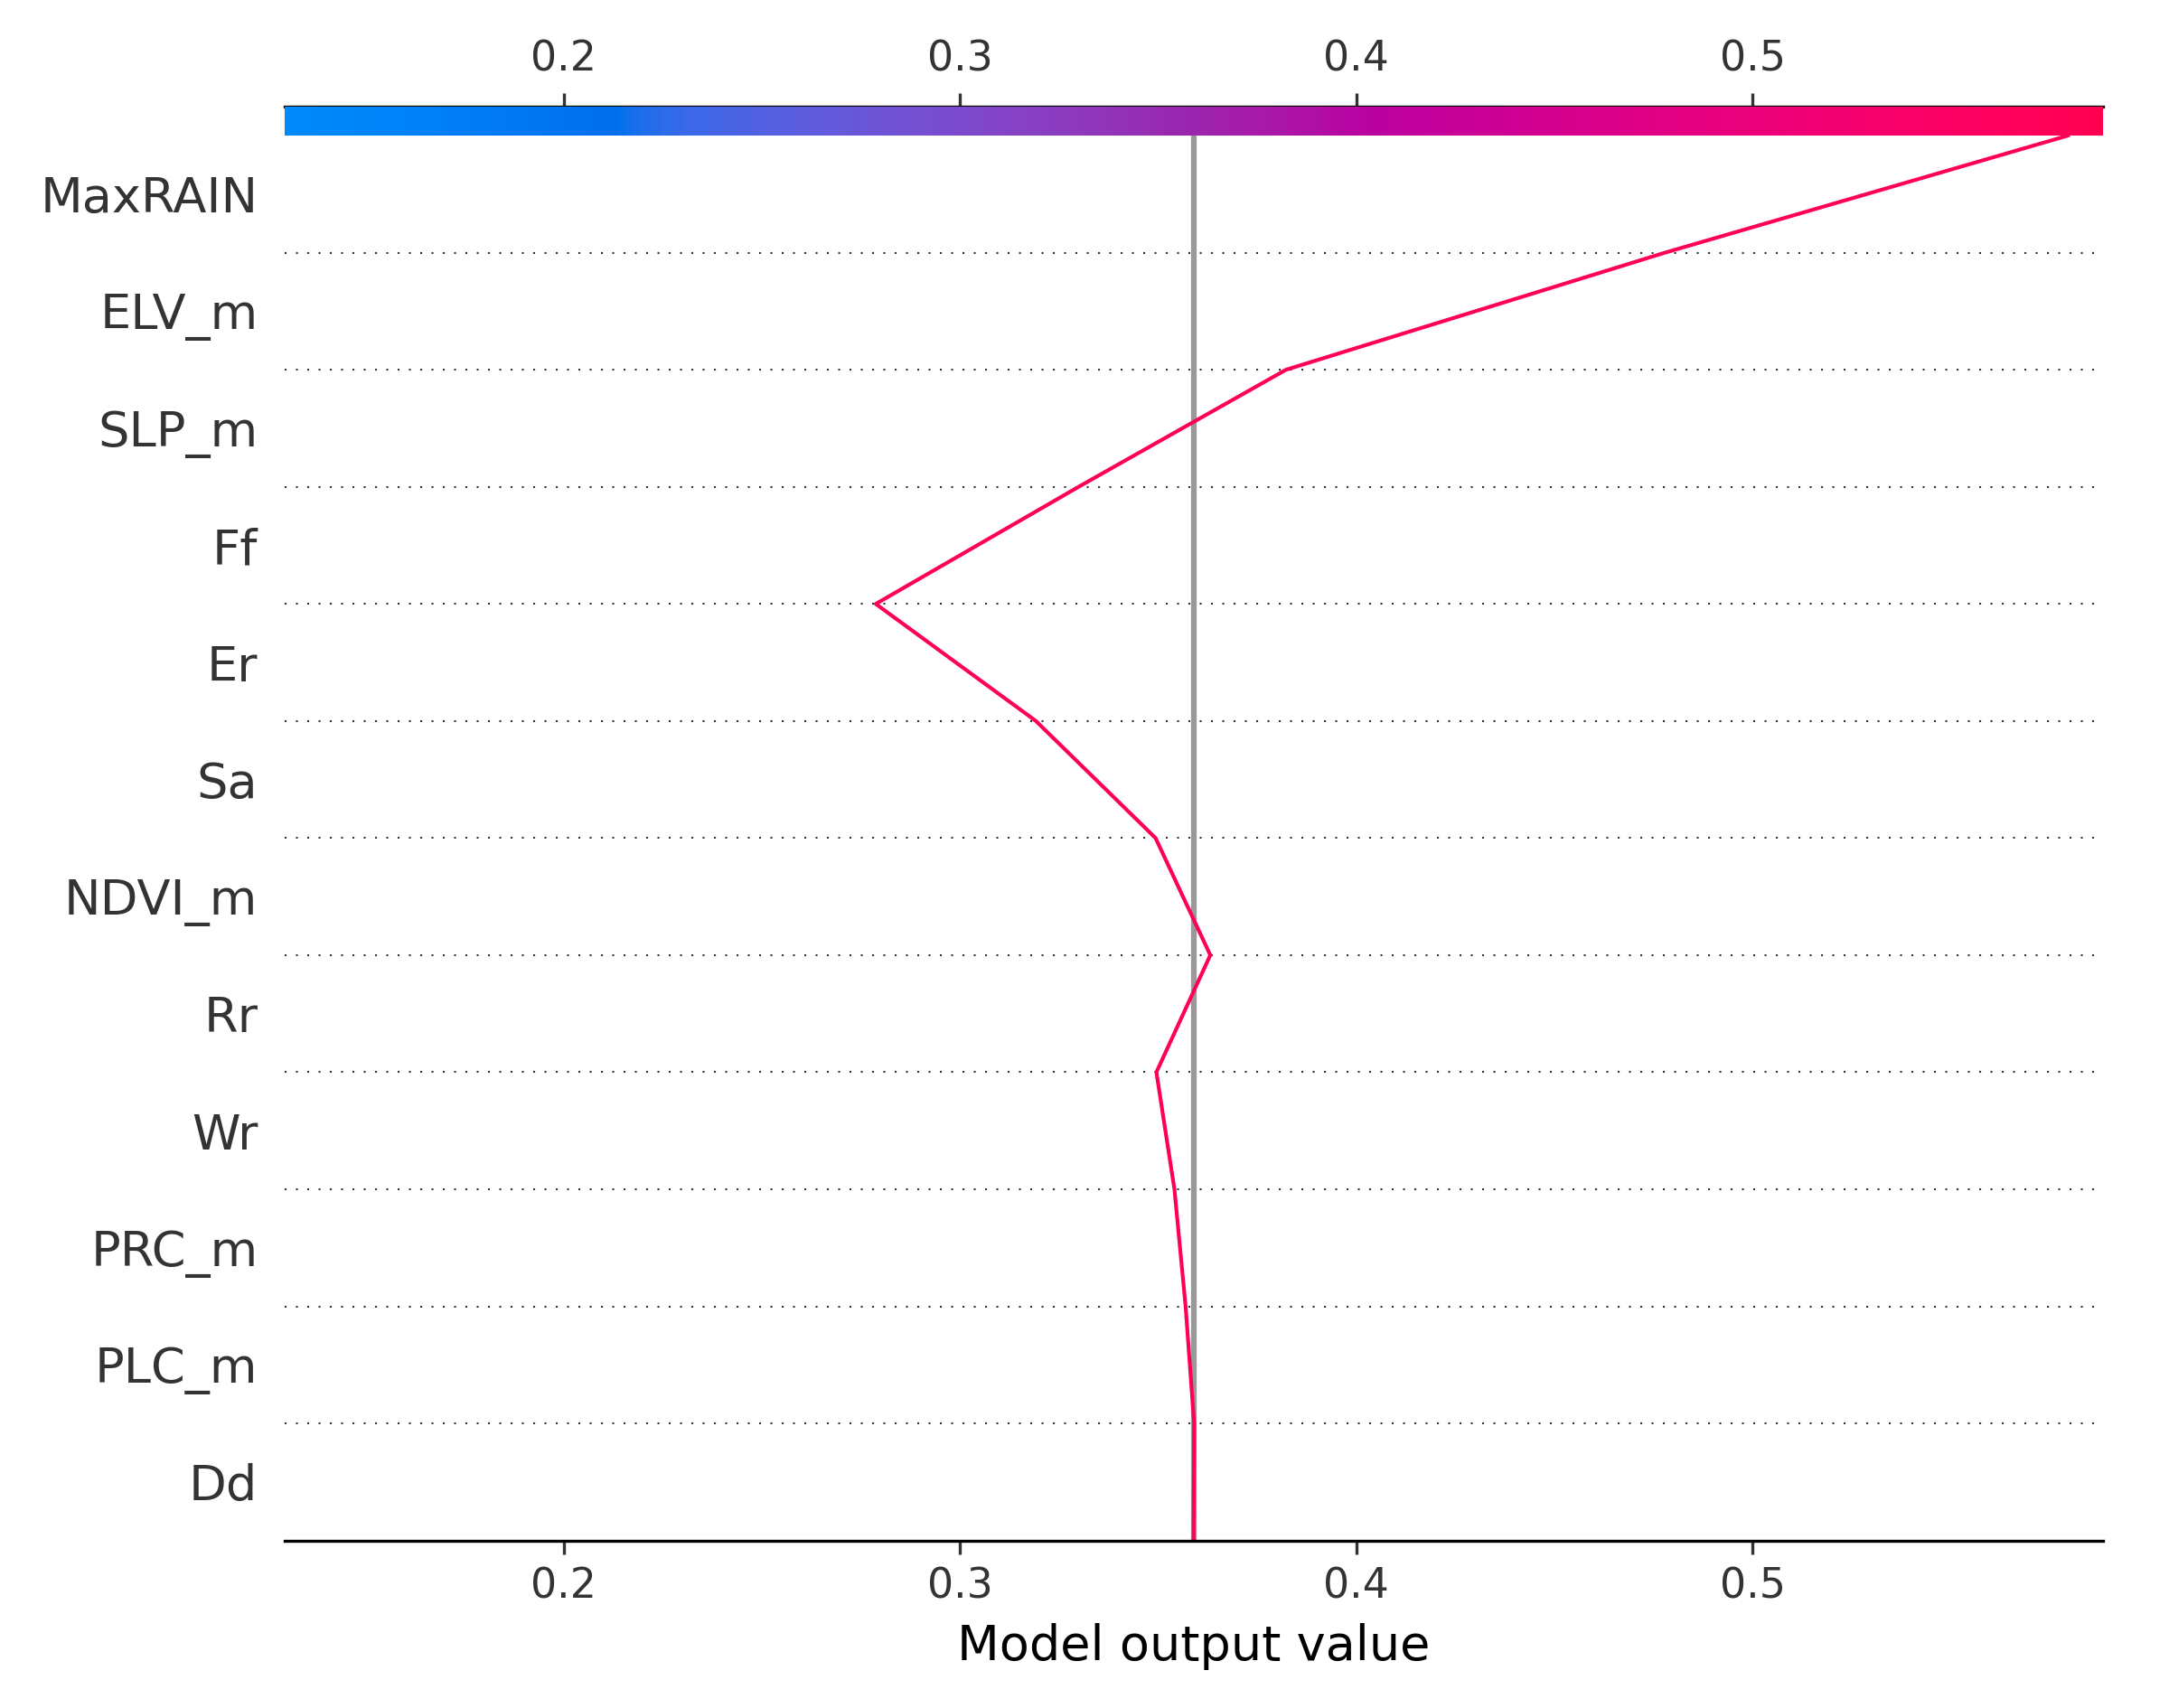 0.2 0.3 0.4 0.5
MaxRAIN
ELV_m
SLP_m
Ff
Er
Sa
NDVI_m
Rr
Wr
PRC_m
PLC_m
Dd
0.2 0.3 0.4 0.5
Model output value